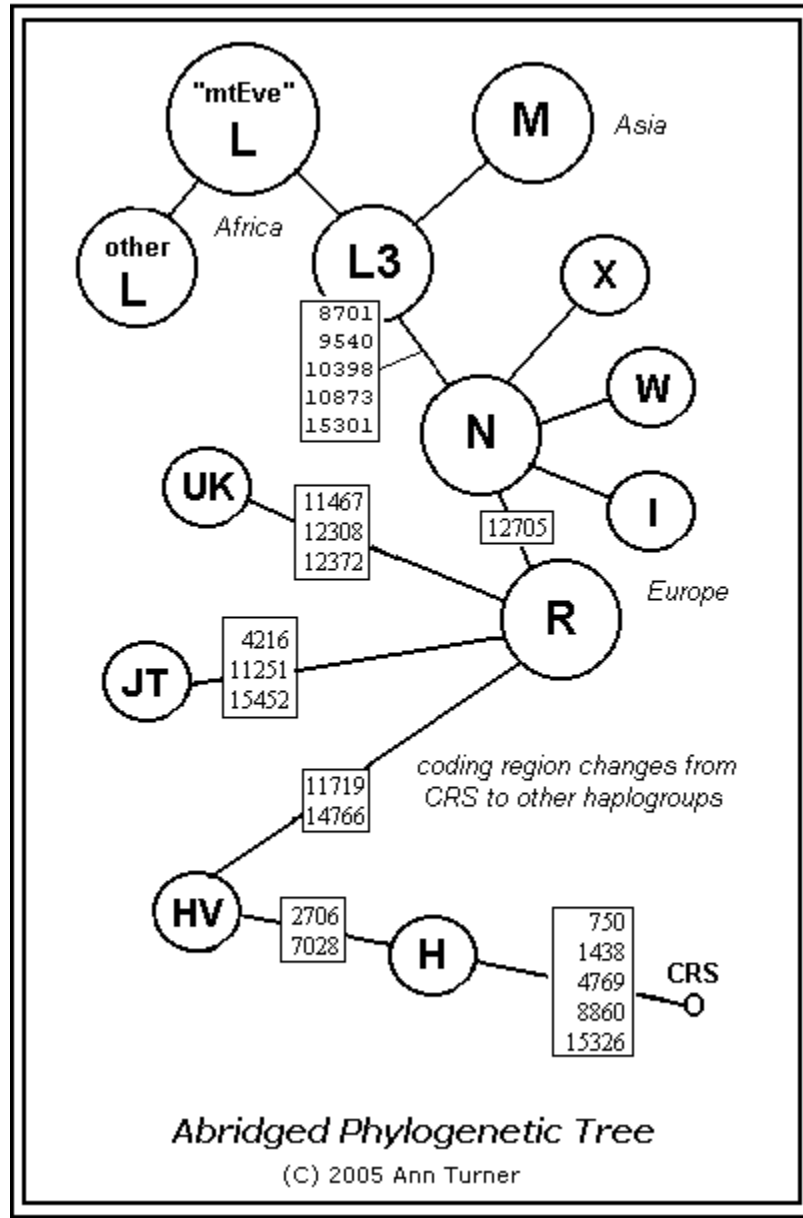 "mtEve"
L
M
Asia
other
L
Africa
L3
X
8701
9540
10398
10873
15301
W
N
UK
11467
12308
12372
12705
I
Europe
R
4216
11251
15452
JT
11719
14766
coding region changes from
CRS to other haplogroups
HV
2706
7028
H
750
1438
4769
8860
15326
CRS
Abridged Phylogenetic Tree
(C) 2005 Ann Turner